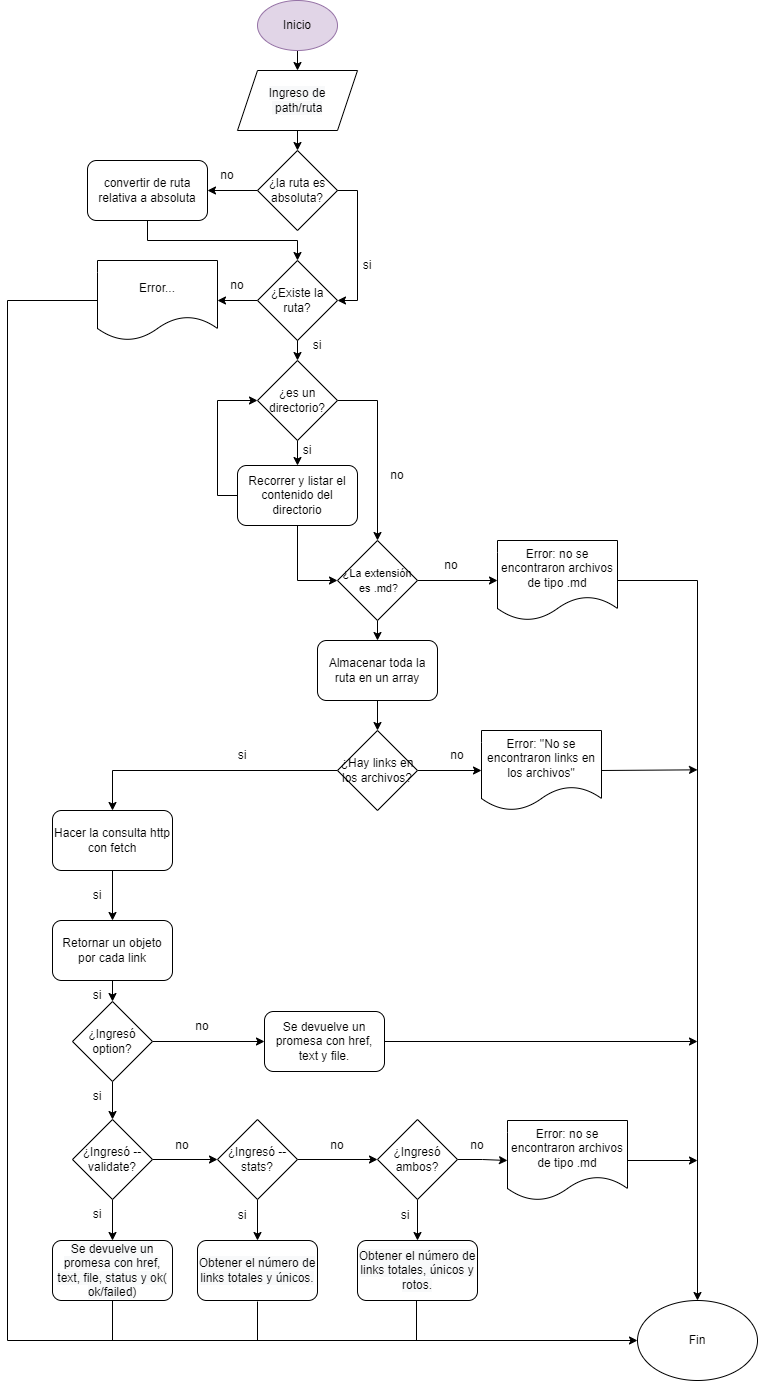 Inicio
Ingreso de
path/ruta
¿la ruta es
absoluta?
no
convertir de ruta
relativa a absoluta
si
¿Existe la
ruta?
no
Error...
si
¿es un
directorio?
si
no
Recorrer y listar el
contenido del
directorio
¿La extensión
es .md?
no
Error: no se
encontraron archivos
de tipo .md
Almacenar toda la
ruta en un array
¿Hay links en
los archivos?
si
no
Error: "No se
encontraron links en
los archivos"
Hacer la consulta http
con fetch
si
Retornar un objeto
por cada link
si
¿Ingresó
option?
no
Se devuelve un
promesa con href,
text y file.
si
¿Ingresó --
validate?
no
¿Ingresó --
stats?
no
¿Ingresó
ambos?
no
Error: no se
encontraron archivos
de tipo .md
si
si
si
Se devuelve un
promesa con href,
text, file, status y ok(
ok/failed)
Obtener el número de
links totales y únicos.
Obtener el número de
links totales, únicos y
rotos.
Fin